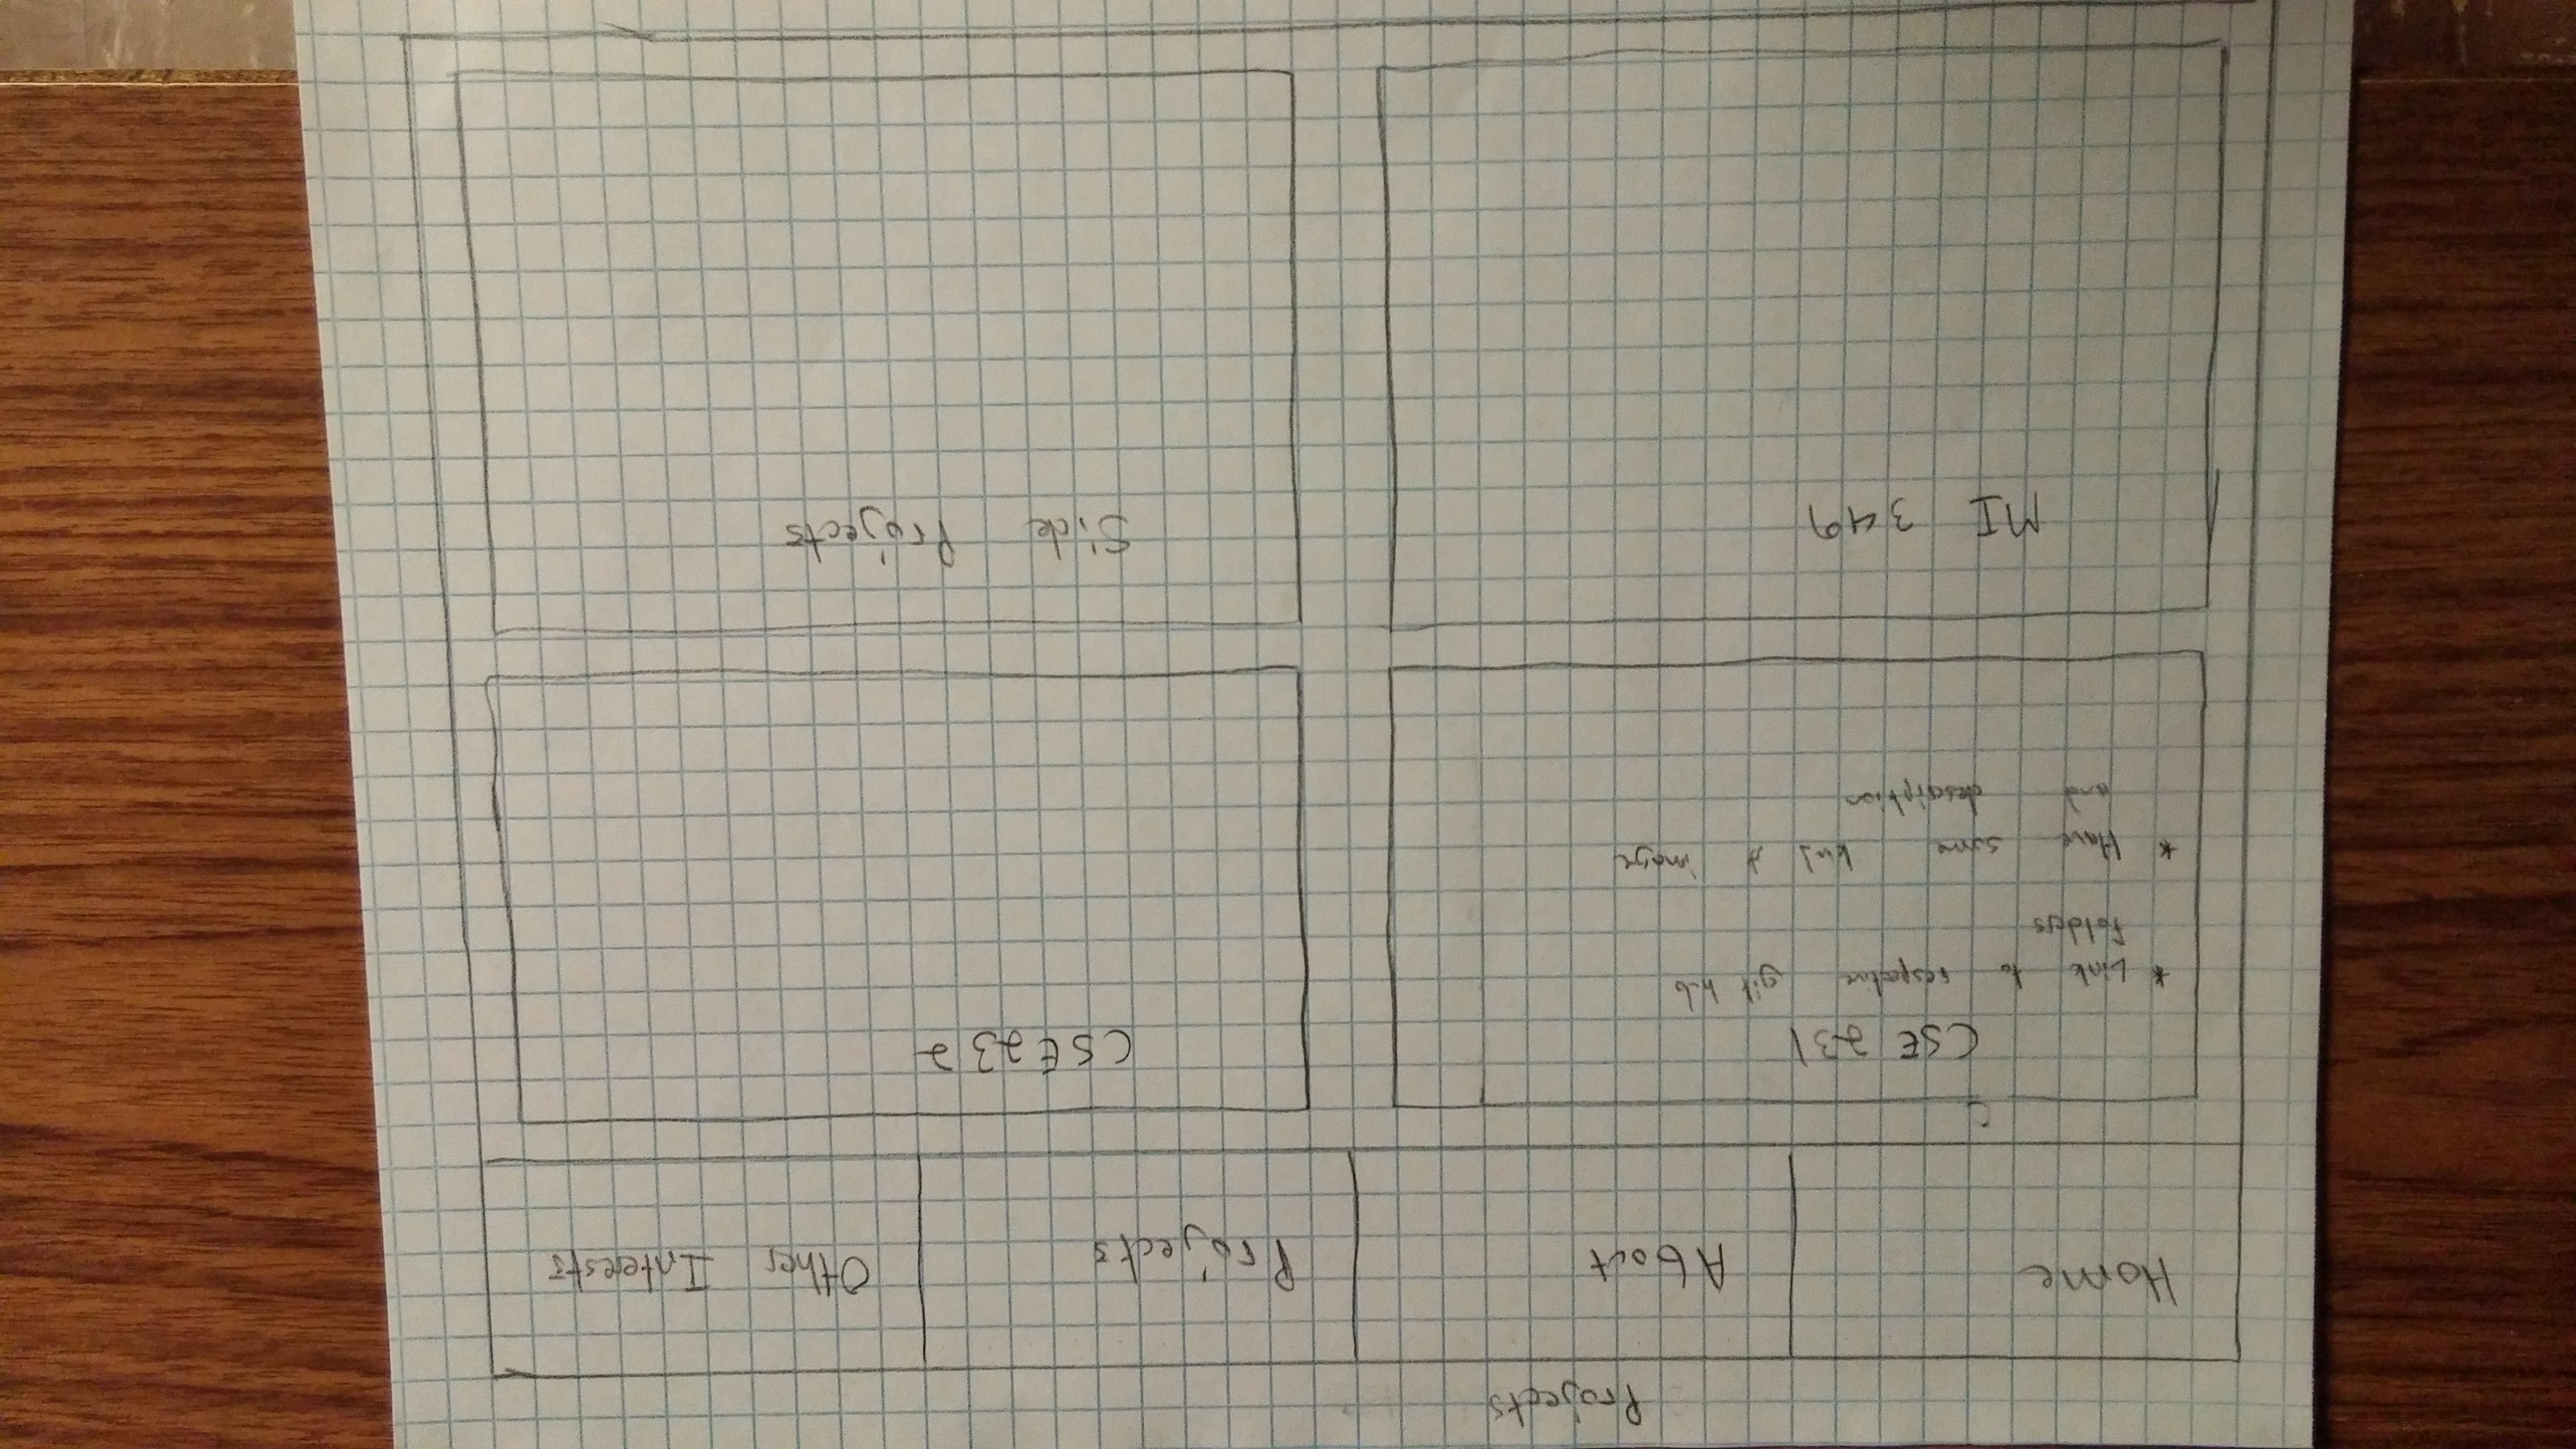 Projects
Home About Projects Other Interests
C
CSE 231
* Link to respective git hub
folders
* Have some kind of image
and description
CSE 232
MI 349
Side Projects